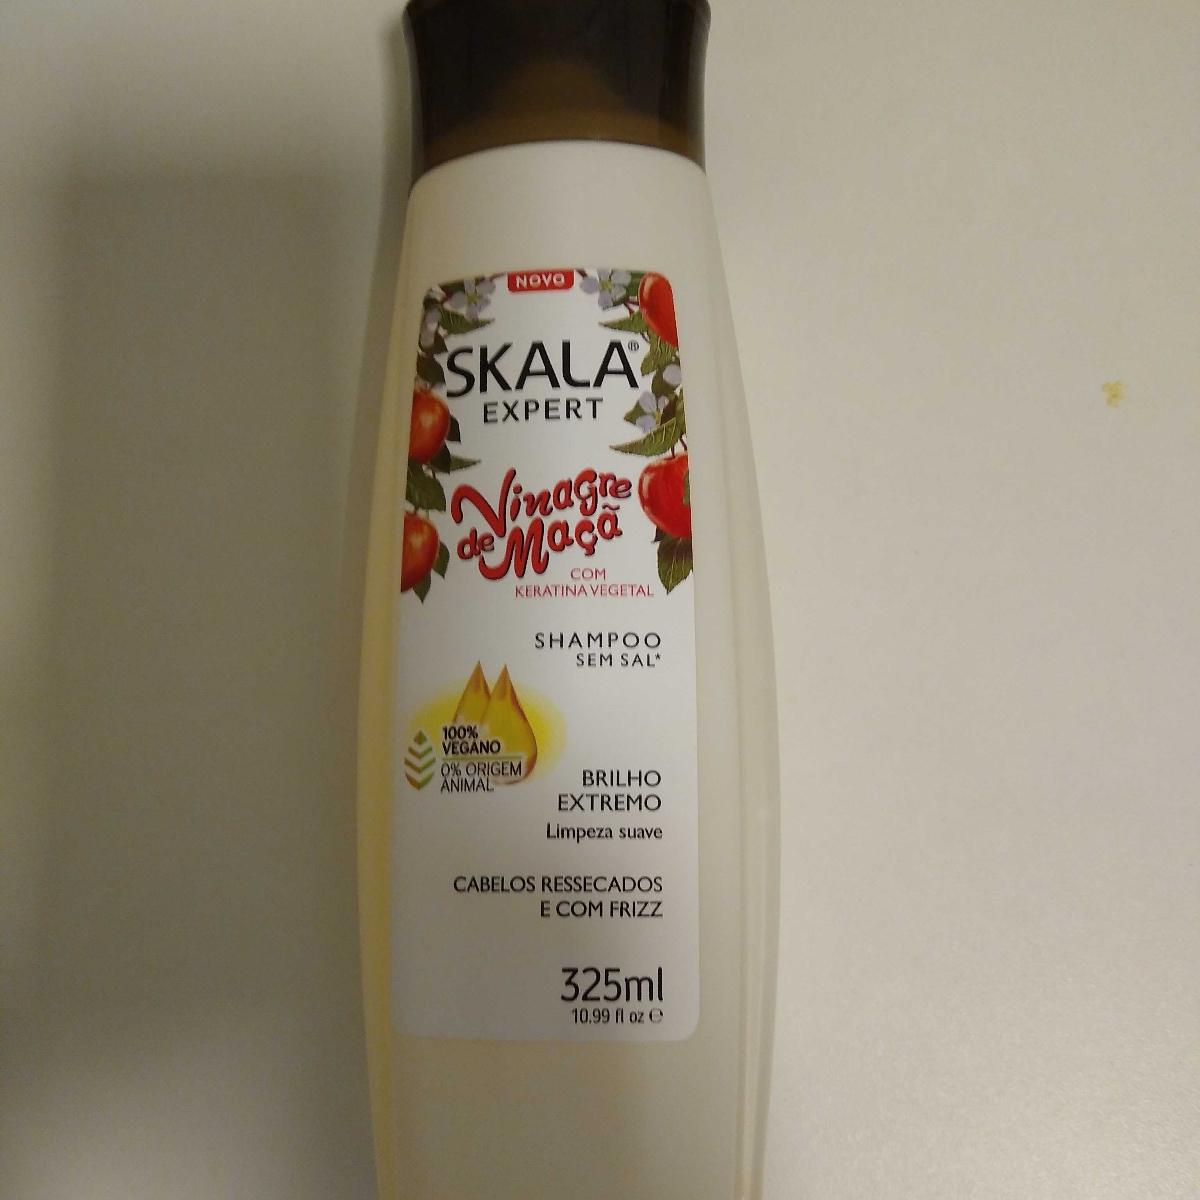 NOVO
SKALA®
EXPERT
Vinagre
de Maçã
COM
KERATINA VEGETAL
SHAMPOO
SEM SAL*
100%
VEGANO
0% ORIGEM
ANIMAL
BRILHO
EXTREMO
Limpeza suave
CABELOS RESSECADOS
E COM FRIZZ
325ml
10.99 fl oz ℮